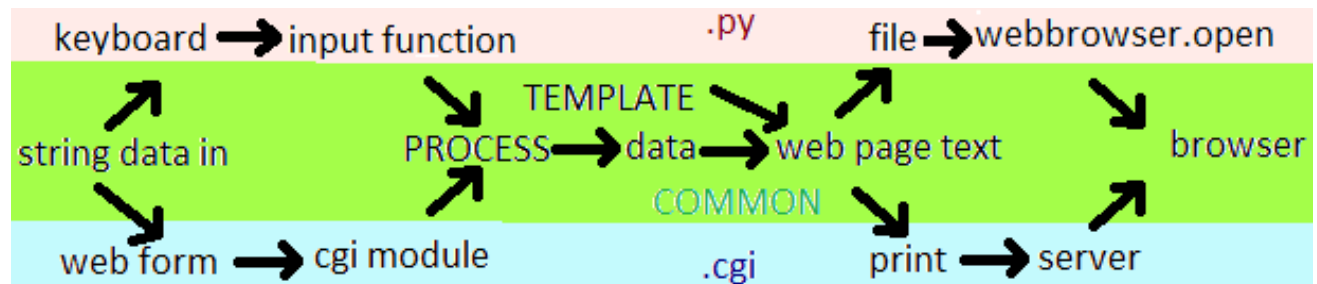 keyboard input function .py file webbrowser.open
TEMPLATE
string data in PROCESS data web page text browser
COMMON
web form cgi module .cgi print server